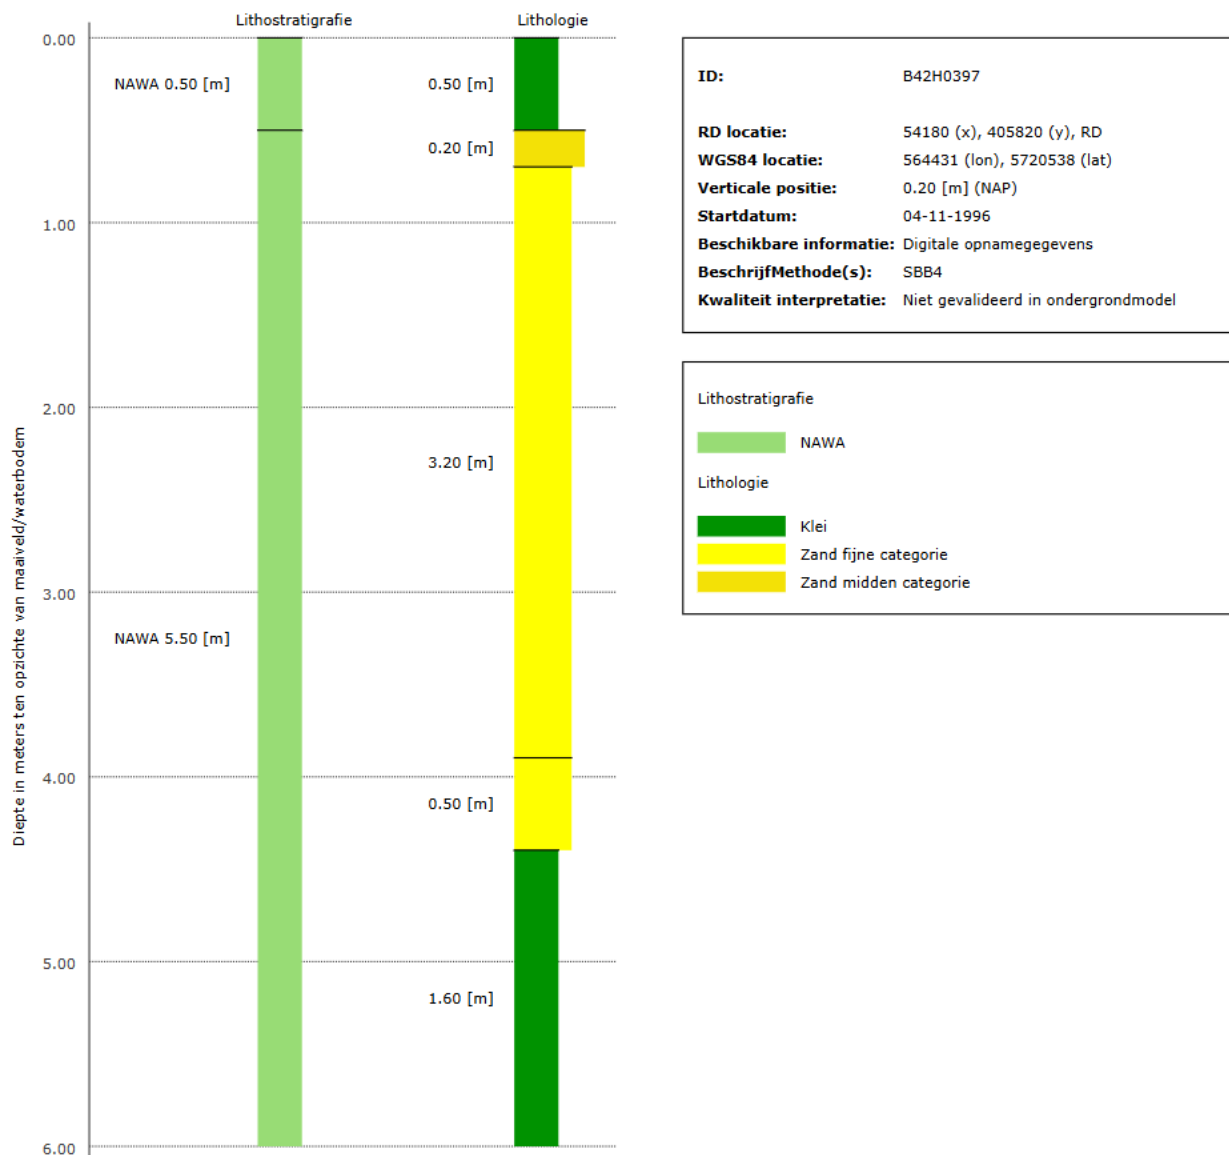 Lithostratigrafie Lithologie
0.00
NAWA 0.50 [m] 0.50 [m]
0.20 [m]
1.00
2.00
3.20 [m]
3.00
NAWA 5.50 [m]
4.00
0.50 [m]
5.00
1.60 [m]
6.00
Diepte in meters ten opzichte van maaiveld/waterbodem
ID: B42H0397
RD locatie: 54180 (x), 405820 (y), RD
WGS84 locatie: 564431 (lon), 5720538 (lat)
Verticale positie: 0.20 [m] (NAP)
Startdatum: 04-11-1996
Beschikbare informatie: Digitale opnamegegevens
BeschrijfMethode(s): SBB4
Kwaliteit interpretatie: Niet gevalideerd in ondergrondmodel
Lithostratigrafie
NAWA
Lithologie
Klei
Zand fijne categorie
Zand midden categorie